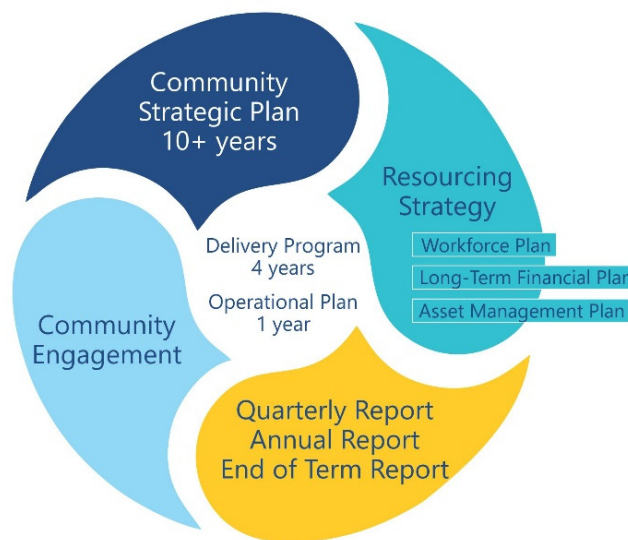 Community
Strategic Plan
10+ years
Resourcing
Strategy
Workforce Plan
Long-Term Financial Plan
Asset Management Plan
Delivery Program
4 years
Operational Plan
1 year
Community
Engagement
Quarterly Report
Annual Report
End of Term Report